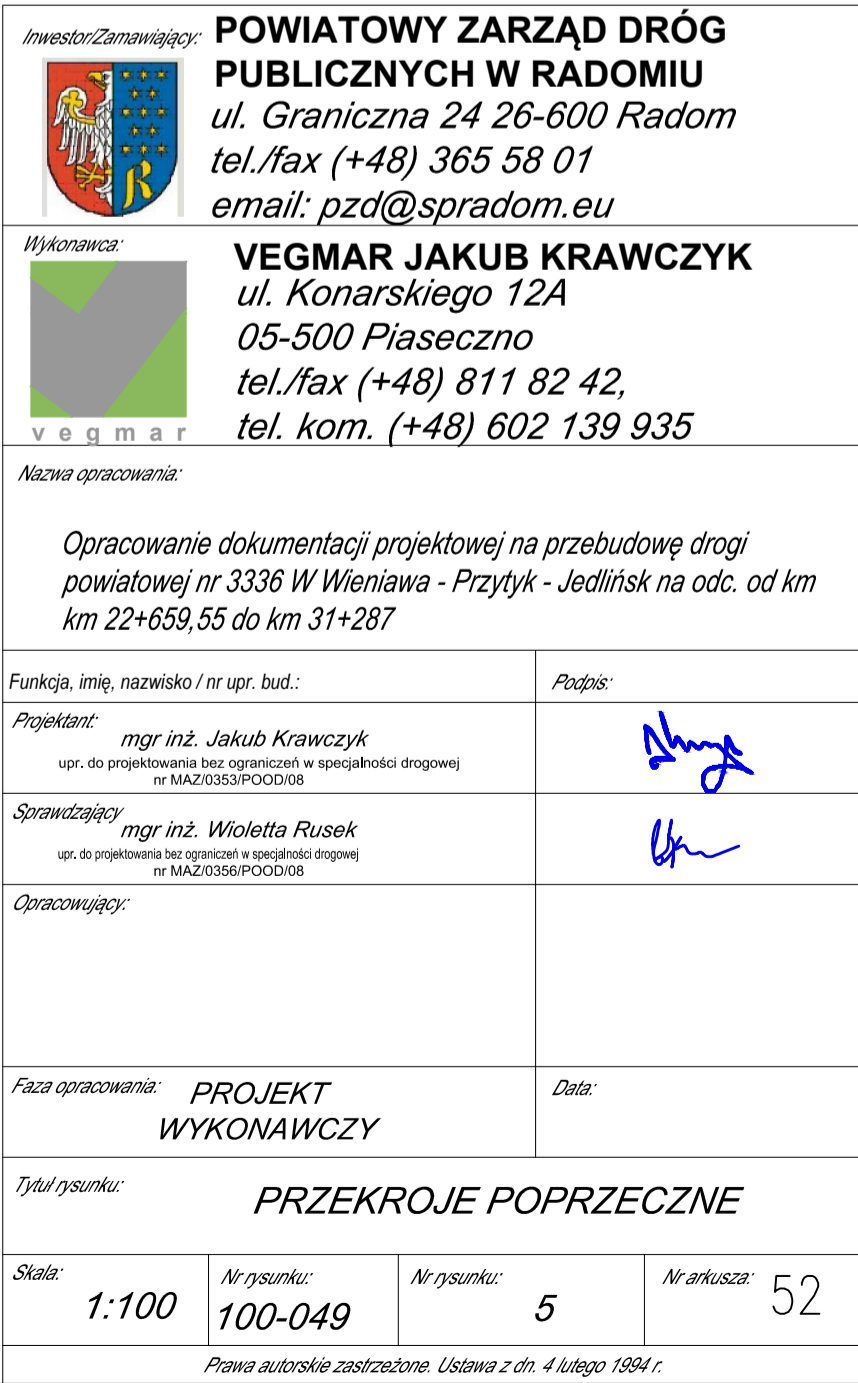 Inwestor/Zamawiający: POWIATOWY ZARZĄD DRÓG
PUBLICZNYCH W RADOMIU
ul. Graniczna 24 26-600 Radom
tel./fax (+48) 365 58 01
email: pzd@spradom.eu
R
Wykonawca:
VEGMAR JAKUB KRAWCZYK
ul. Konarskiego 12A
05-500 Piaseczno
tel./fax (+48) 811 82 42,
tel. kom. (+48) 602 139 935
vegmar
Nazwa opracowania:
Opracowanie dokumentacji projektowej na przebudowę drogi
powiatowej nr 3336 W Wieniawa - Przytyk - Jedlińsk na odc. od km
km 22+659,55 do km 31+287
Funkcja, imię, nazwisko / nr upr. bud.: Podpis:
Projektant:
mgr inż. Jakub Krawczyk
upr. do projektowania bez ograniczeń w specjalności drogowej
nr MAZ/0353/POOD/08
Sprawdzający
mgr inż. Wioletta Rusek
upr. do projektowania bez ograniczeń w specjalności drogowej
nr MAZ/0356/POOD/08
Opracowujący:
Faza opracowania: PROJEKT
WYKONAWCZY
Data:
Tytuł rysunku: PRZEKROJE POPRZECZNE
Skala: 1:100
Nr rysunku: 100-049
Nr rysunku: 5
Nr arkusza: 52
Prawa autorskie zastrzeżone. Ustawa z dn. 4 lutego 1994 r.